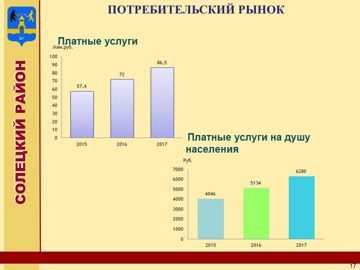 ПОТРЕБИТЕЛЬСКИЙ РЫНОК
СОЛЕЦКИЙ РАЙОН
Платные услуги
млн.руб.
100
90
80
70
60
50
40
30
20
10
0
57,4
72
86,5
2015 2016 2017
Платные услуги на душу
населения
Руб.
7000
6000
5000
4000
3000
2000
1000
0
4046
5134
6280
2015 2016 2017
17